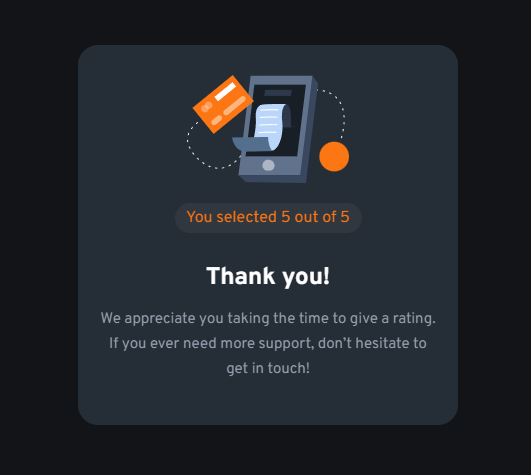 You selected 5 out of 5
Thank you!
We appreciate you taking the time to give a rating.
If you ever need more support, don't hesitate to
get in touch!